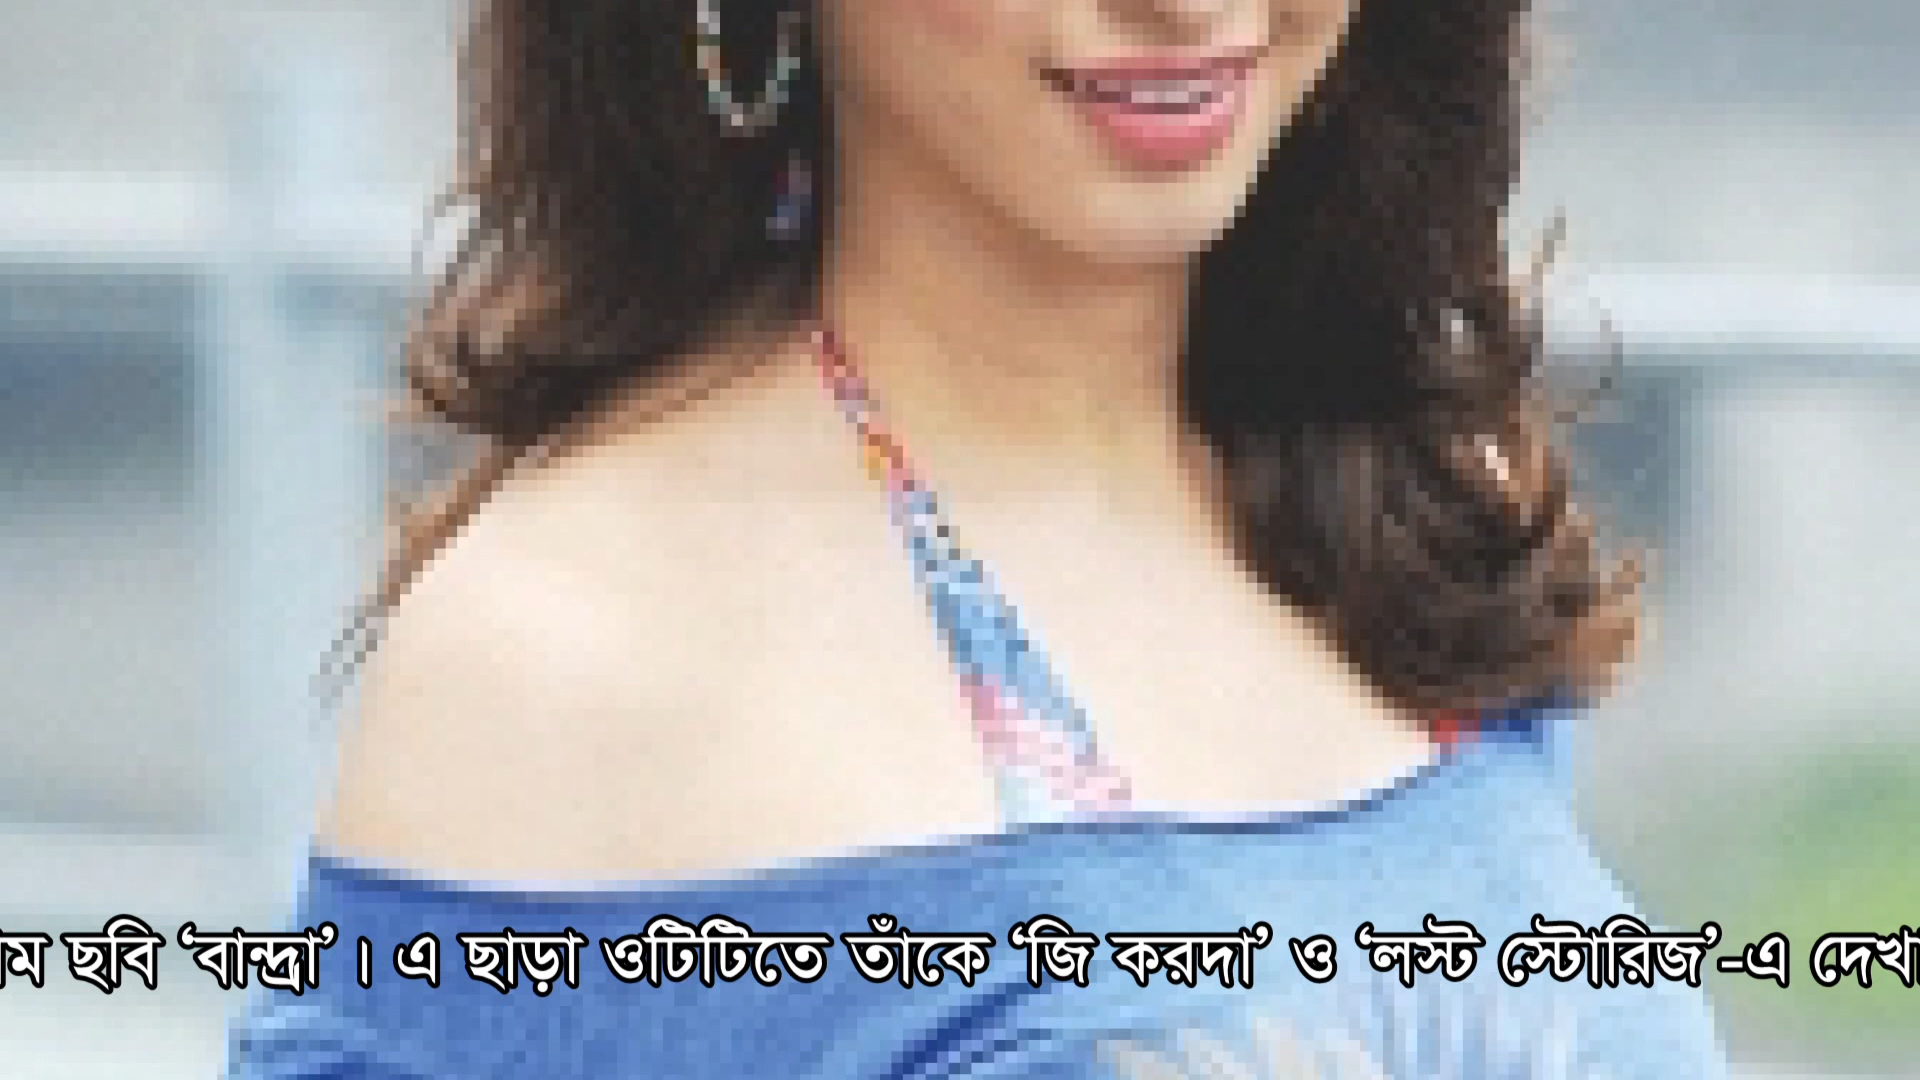 ছবি ‘বান্দ্রা’। এ ছাড়া ওটিটিতে তাঁকে ‘জি করদা’ ও ‘লস্ট স্টোরিজ’-এ